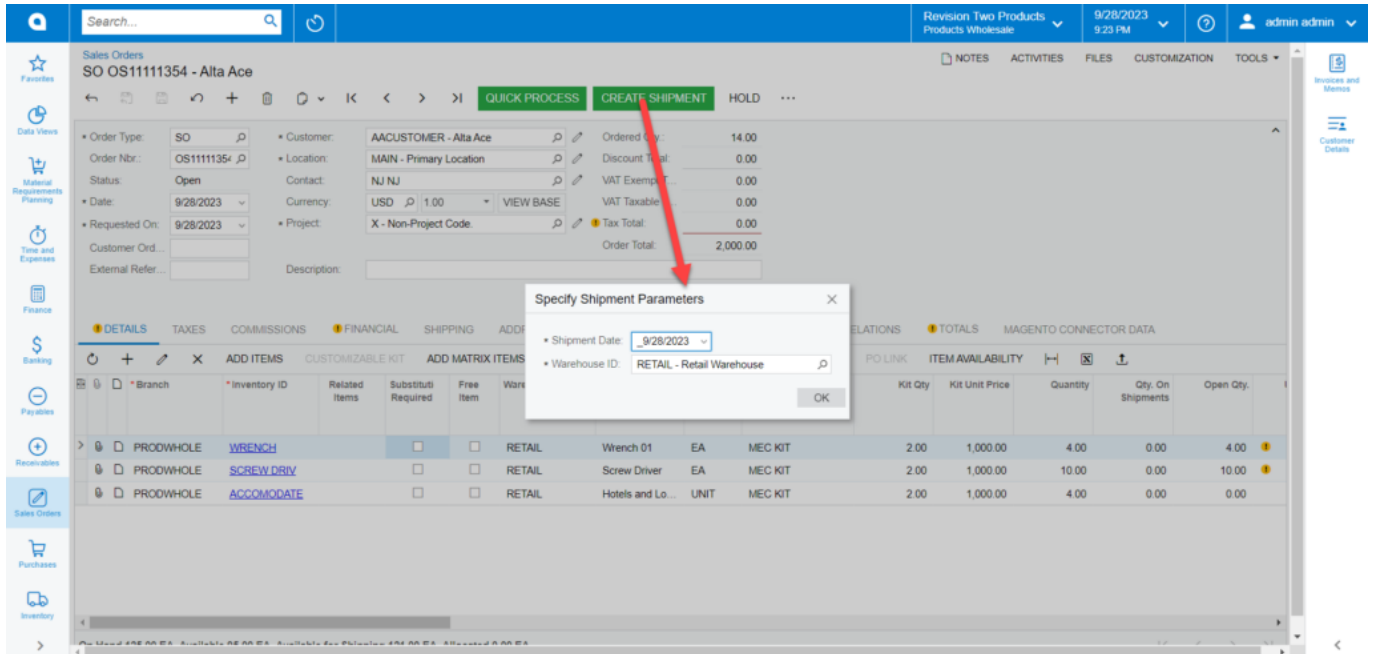 Search...
Revision Two Products
Products Wholesale
9/28/2023
9:23 PM
admin admin
Favorites
Data Views
Material
Requirements
Planning
Time and
Expenses
Finance
Banking
Payables
Receivables
Sales Orders
Purchases
Inventory
Sales Orders
SO OS11111354 - Alta Ace
NOTES ACTIVITIES FILES CUSTOMIZATION TOOLS
QUICK PROCESS CREATE SHIPMENT HOLD ...
* Order Type: SO * Customer: AACUSTOMER - Alta Ace Ordered Qty.: 14.00
Order Nbr.: OS11111354 * Location: MAIN - Primary Location Discount Total: 0.00
Status: Open Contact: NJ NJ VAT Exempt T... 0.00
* Date: 9/28/2023 Currency: USD 1.00 VIEW BASE VAT Taxable 0.00
* Requested On: 9/28/2023 * Project: X - Non-Project Code. Tax Total: 0.00
Customer Ord... Order Total: 2,000.00
External Refer... Description:
Specify Shipment Parameters
* Shipment Date: _9/28/2023
* Warehouse ID: RETAIL - Retail Warehouse
OK
DETAILS TAXES COMMISSIONS FINANCIAL SHIPPING ADDR ELATIONS TOTALS MAGENTO CONNECTOR DATA
ADD ITEMS CUSTOMIZABLE KIT ADD MATRIX ITEMS PO LINK ITEM AVAILABILITY
* Branch * Inventory ID Related Items Substituti Required Free Item Ware Kit Qty Kit Unit Price Quantity Qty. On Shipments Open Qty.
PRODWHOLE WRENCH RETAIL Wrench 01 EA MEC KIT 2.00 1,000.00 4.00 0.00 4.00
PRODWHOLE SCREW DRIV RETAIL Screw Driver EA MEC KIT 2.00 1,000.00 10.00 0.00 10.00
PRODWHOLE ACCOMODATE RETAIL Hotels and Lo... UNIT MEC KIT 2.00 1,000.00 4.00 0.00 0.00
Invoices and
Memos
Customer
Details